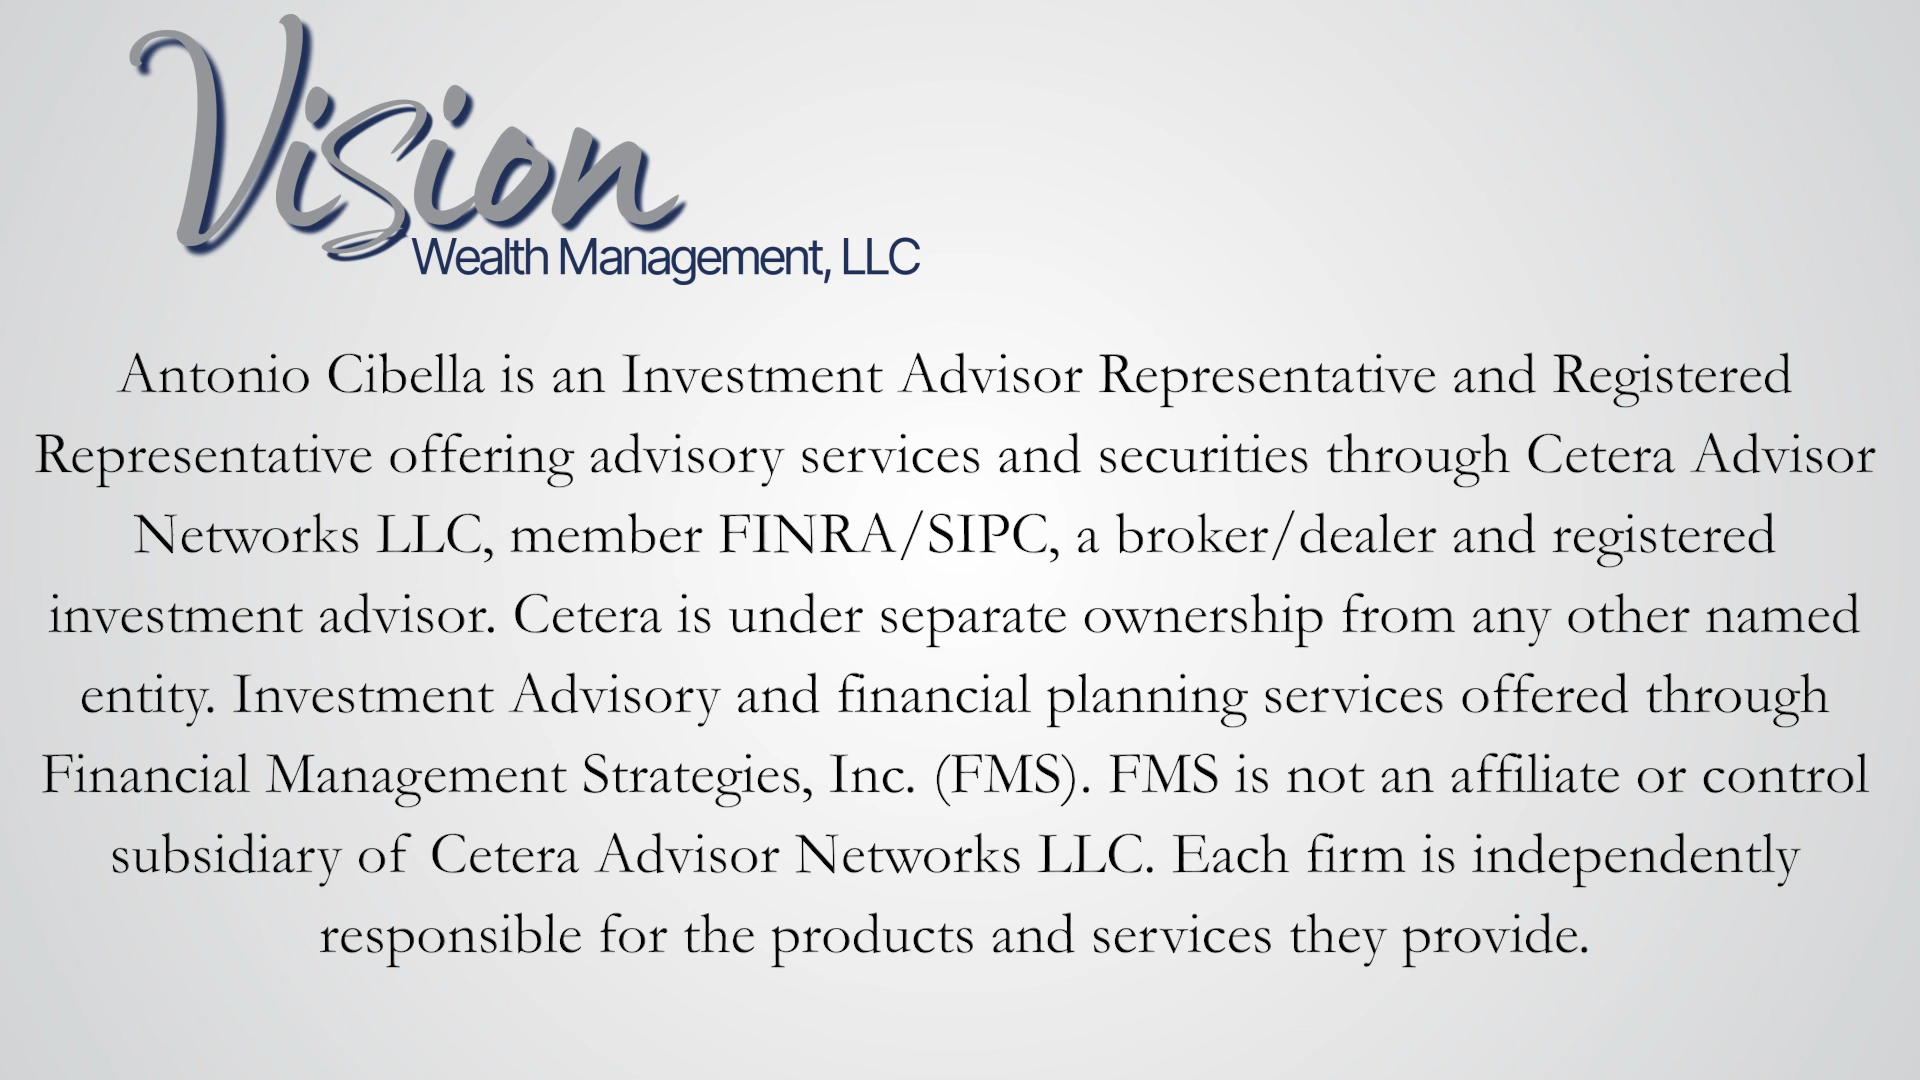 Vision
Wealth Management, LLC
Antonio Cibella is an Investment Advisor Representative and Registered
Representative offering advisory services and securities through Cetera Advisor
Networks LLC, member FINRA/SIPC, a broker/dealer and registered
investment advisor. Cetera is under separate ownership from any other named
entity. Investment Advisory and financial planning services offered through
Financial Management Strategies, Inc. (FMS). FMS is not an affiliate or control
subsidiary of Cetera Advisor Networks LLC. Each firm is independently
responsible for the products and services they provide.